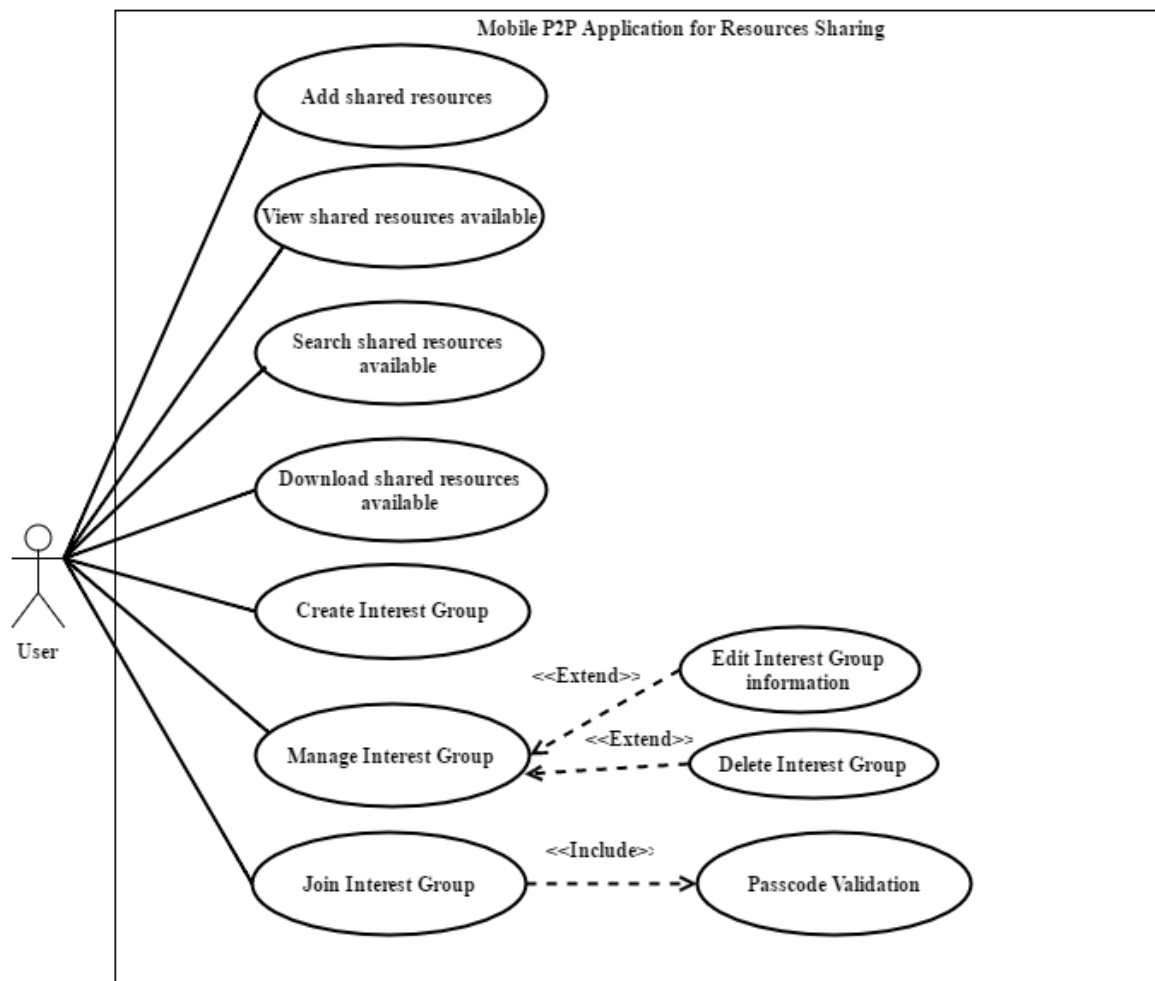 Mobile P2P Application for Resources Sharing
Add shared resources
View shared resources available
Search shared resources
available
Download shared resources
available
Create Interest Group
User
Edit Interest Group
information
<<Extend>>
<<Extend>>
Manage Interest Group
Delete Interest Group
<<Include>>
Join Interest Group
Passcode Validation